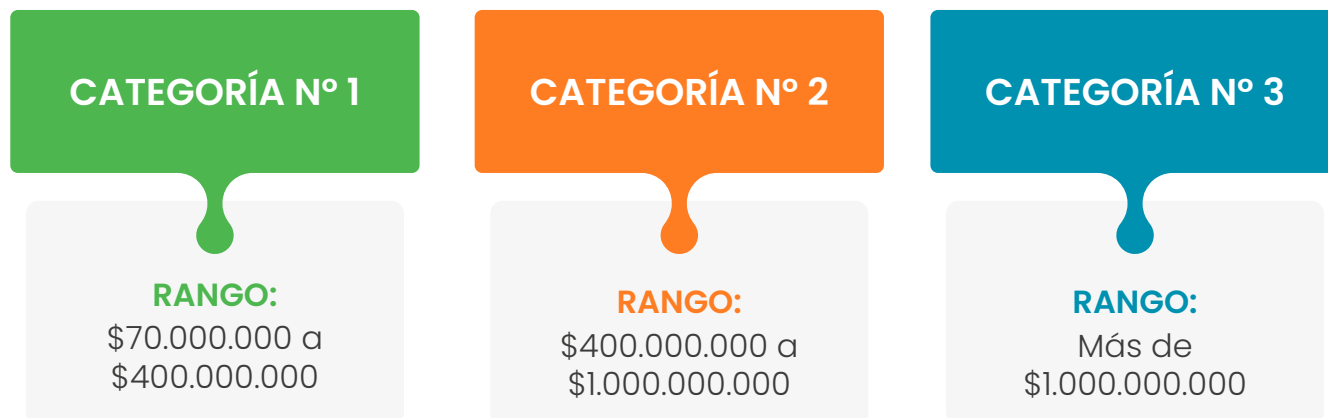 CATEGORÍA Nº 1
RANGO:
$70.000.000 a
$400.000.000
CATEGORÍA Nº 2
RANGO:
$400.000.000 a
$1.000.000.000
CATEGORÍA Nº 3
RANGO:
Más de
$1.000.000.000